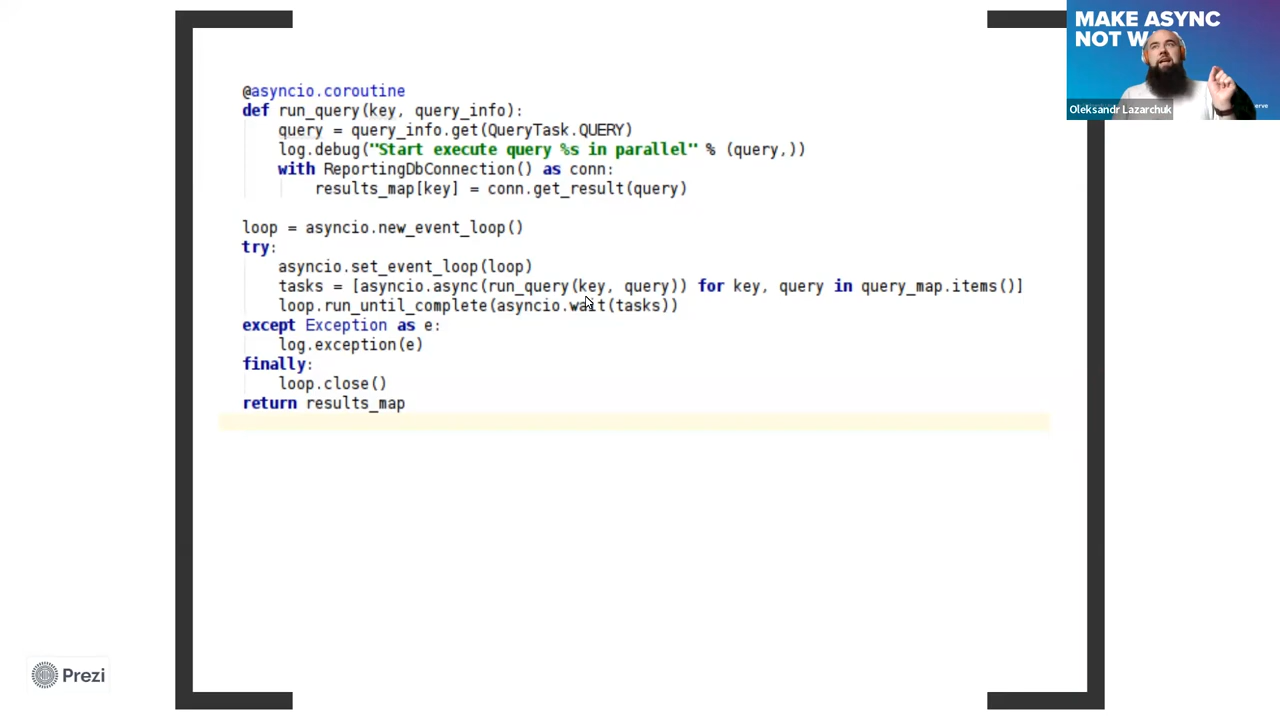 MAKE ASYNC
NOT W
Oleksandr Lazarchuk
erve
@asyncio.coroutine
def run_query(key, query_info):
    query = query_info.get(QueryTask.QUERY)
    log.debug("Start execute query %s in parallel" % (query,))
    with ReportingDbConnection() as conn:
        results_map[key] = conn.get_result(query)
loop = asyncio.new_event_loop()
try:
    asyncio.set_event_loop(loop)
    tasks = [asyncio.async(run_query(key, query)) for key, query in query_map.items()]
    loop.run_until_complete(asyncio.wait(tasks))
except Exception as e:
    log.exception(e)
finally:
    loop.close()
return results_map
Prezi